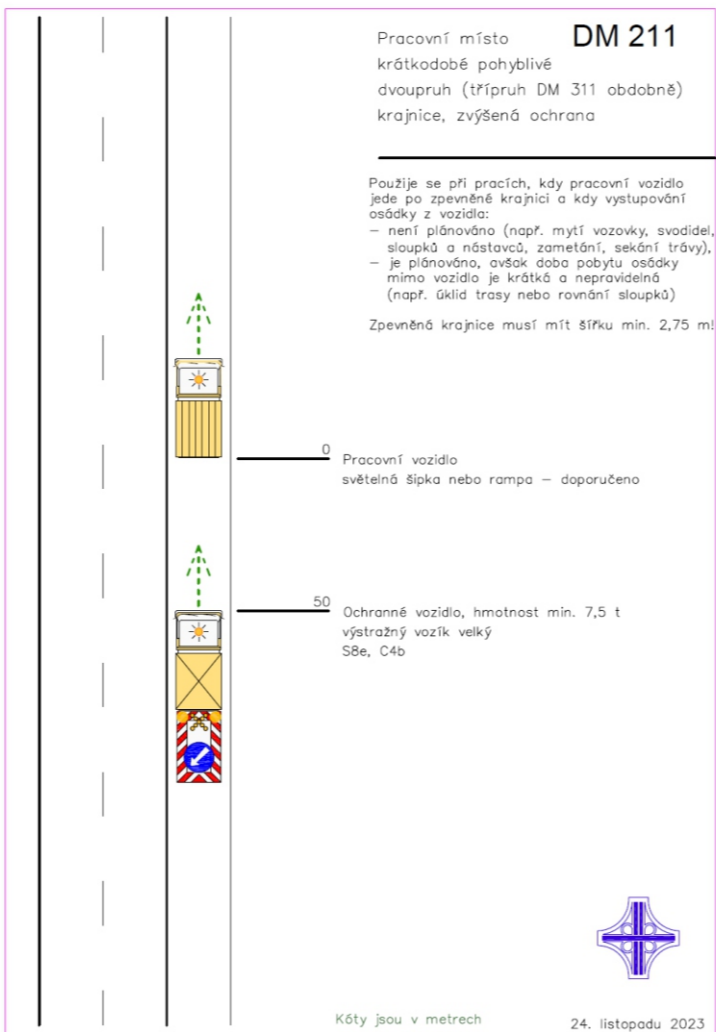 Pracovní místo DM 211
krátkodobé pohyblivé
dvoupruh (třípruh DM 311 obdobně)
krajnice, zvýšená ochrana
Použije se při pracích, kdy pracovní vozidlo
jede po zpevněné krajnici a kdy vystupování
osádky z vozidla:
– není plánováno (např. mytí vozovky, svodidel,
sloupků a nástavců, zametání, sekání trávy),
– je plánováno, avšak doba pobytu osádky
mimo vozidlo je krátká a nepravidelná
(např. úklid trasy nebo rovnání sloupků)
Zpevněná krajnice musí mít šířku min. 2,75 m!
0
Pracovní vozidlo
světelná šipka nebo rampa – doporučeno
50
Ochranné vozidlo, hmotnost min. 7,5 t
výstražný vozík velký
S8e, C4b
Kóty jsou v metrech
24. listopadu 2023